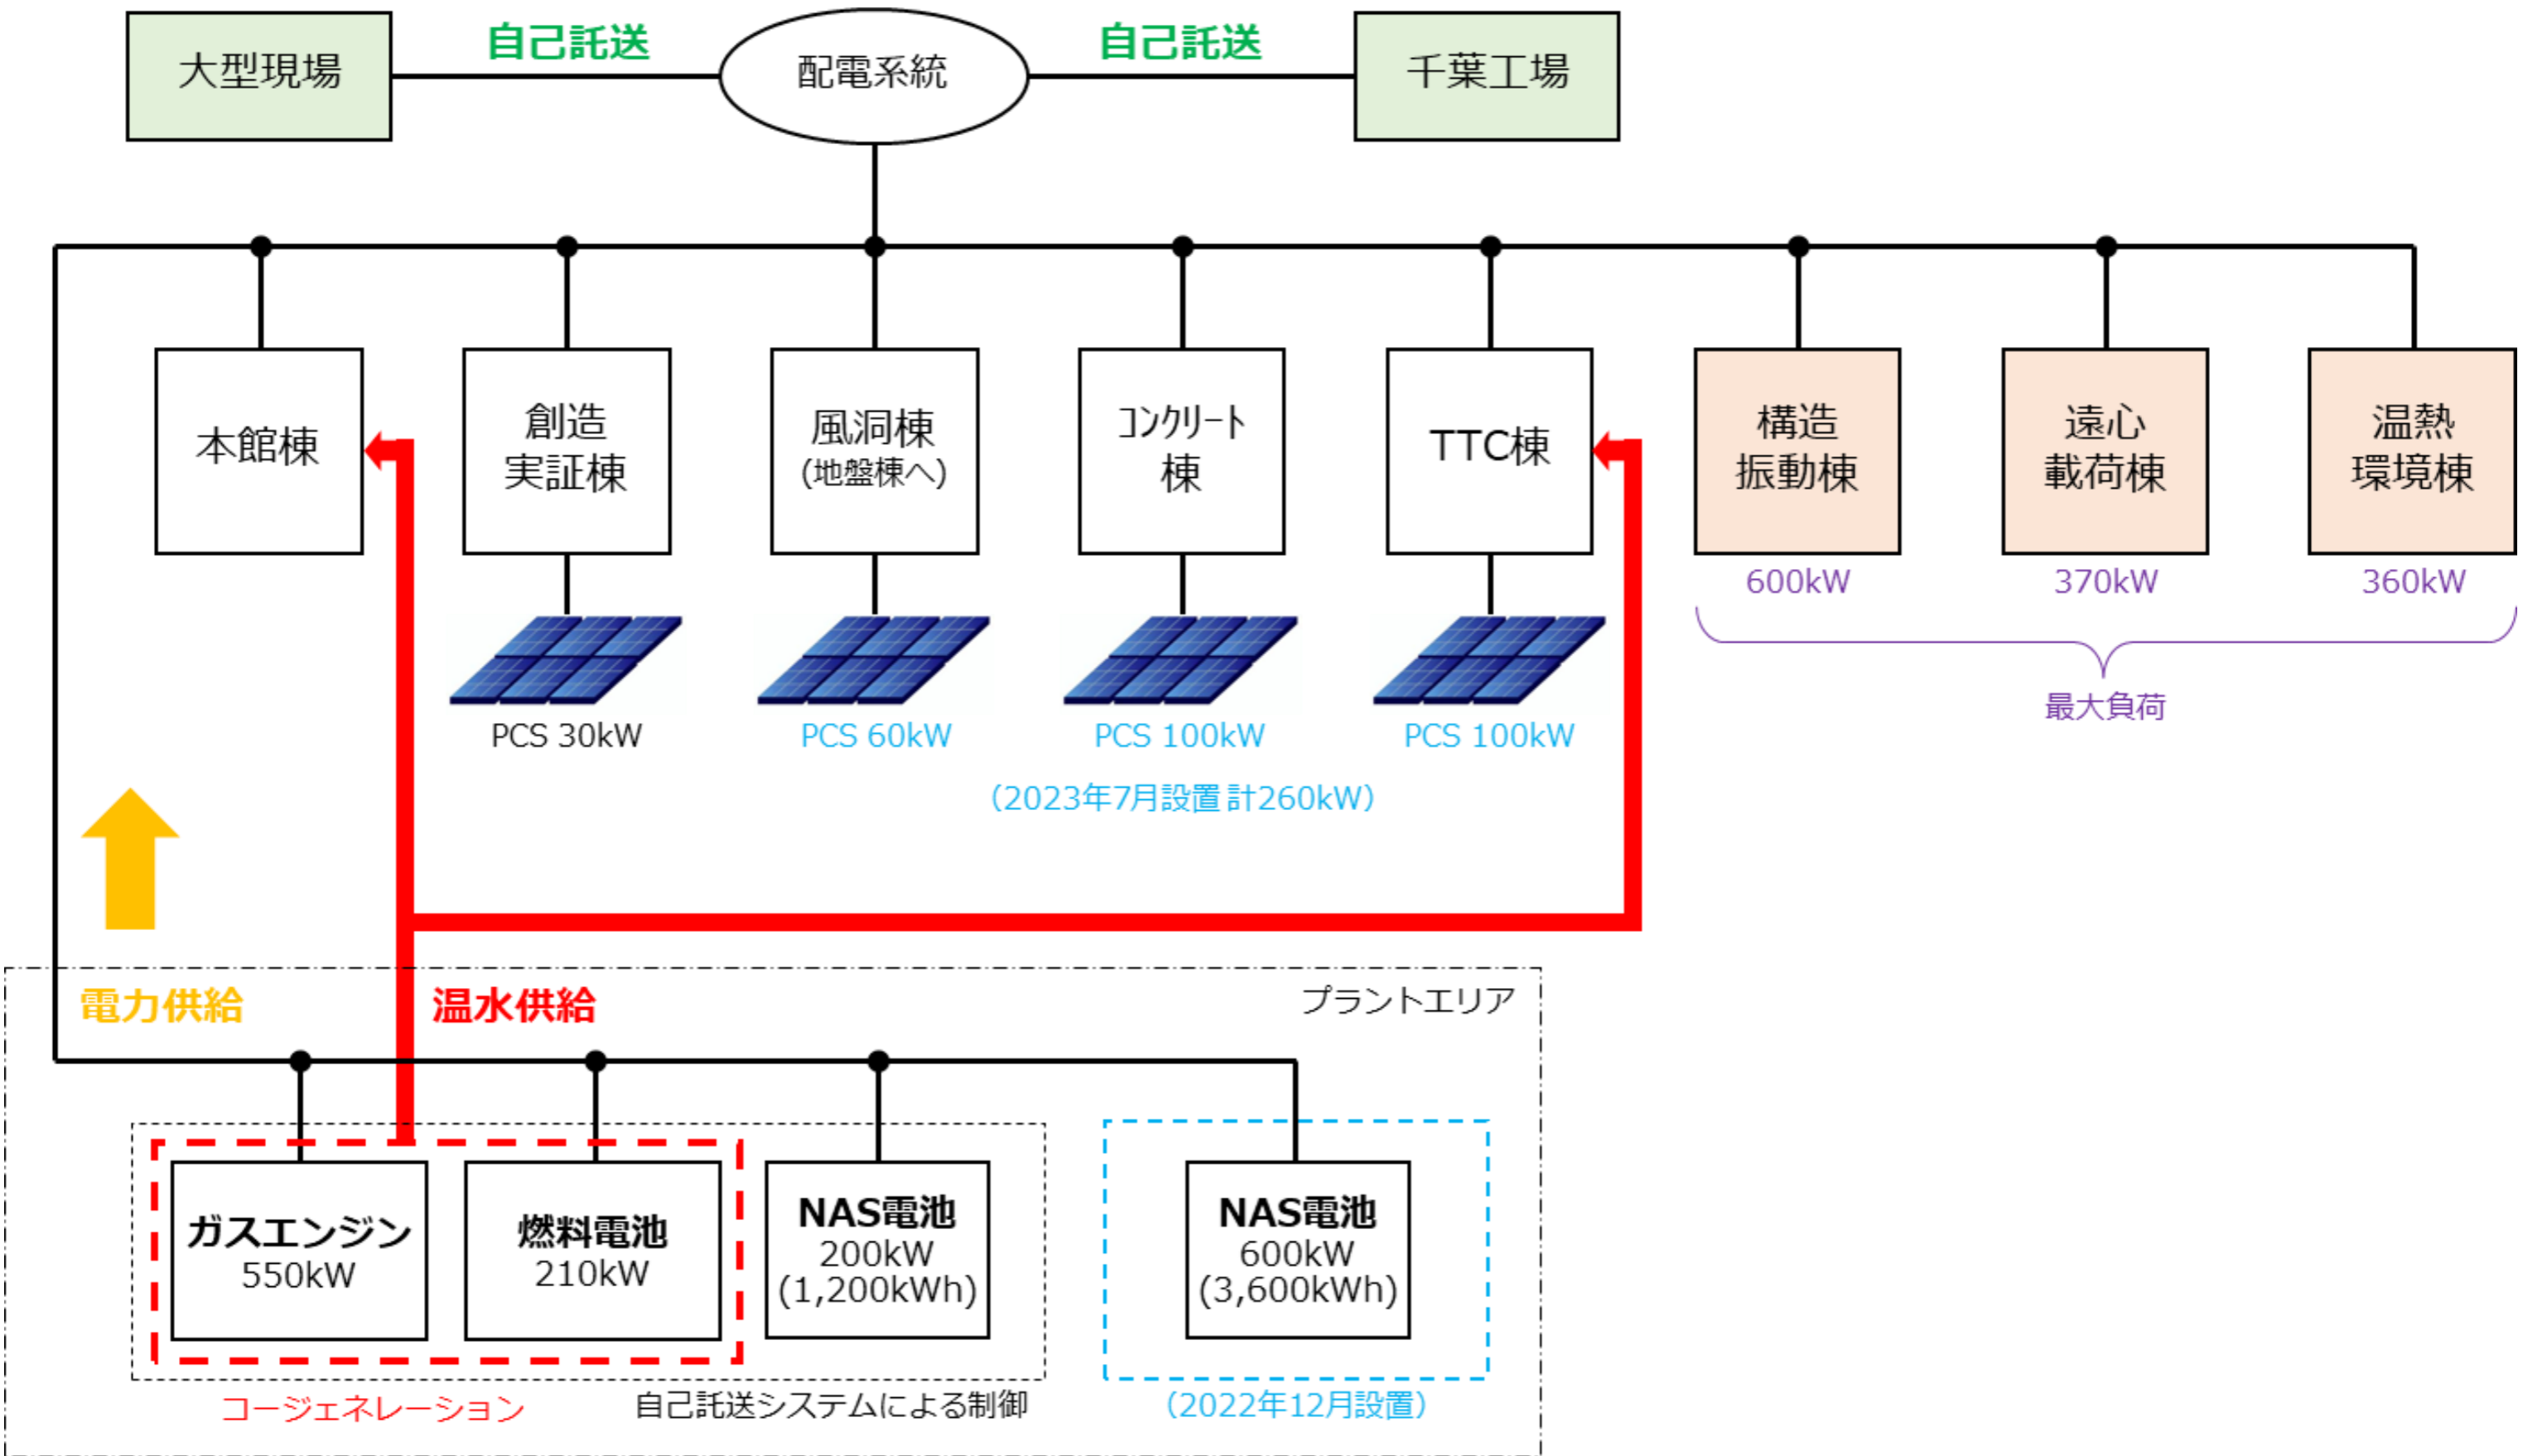 大型現場
自己託送
配電系統
自己託送
千葉工場
本館棟
創造
実証棟
風洞棟
(地盤棟へ)
ｺﾝｸﾘｰﾄ
棟
TTC棟
構造
振動棟
遠心
載荷棟
温熱
環境棟
600kW
370kW
360kW
最大負荷
PCS 30kW
PCS 60kW
PCS 100kW
PCS 100kW
（2023年7月設置 計260kW）
電力供給
温水供給
プラントエリア
ガスエンジン
550kW
燃料電池
210kW
NAS電池
200kW
(1,200kWh)
NAS電池
600kW
(3,600kWh)
コージェネレーション
自己託送システムによる制御
（2022年12月設置）